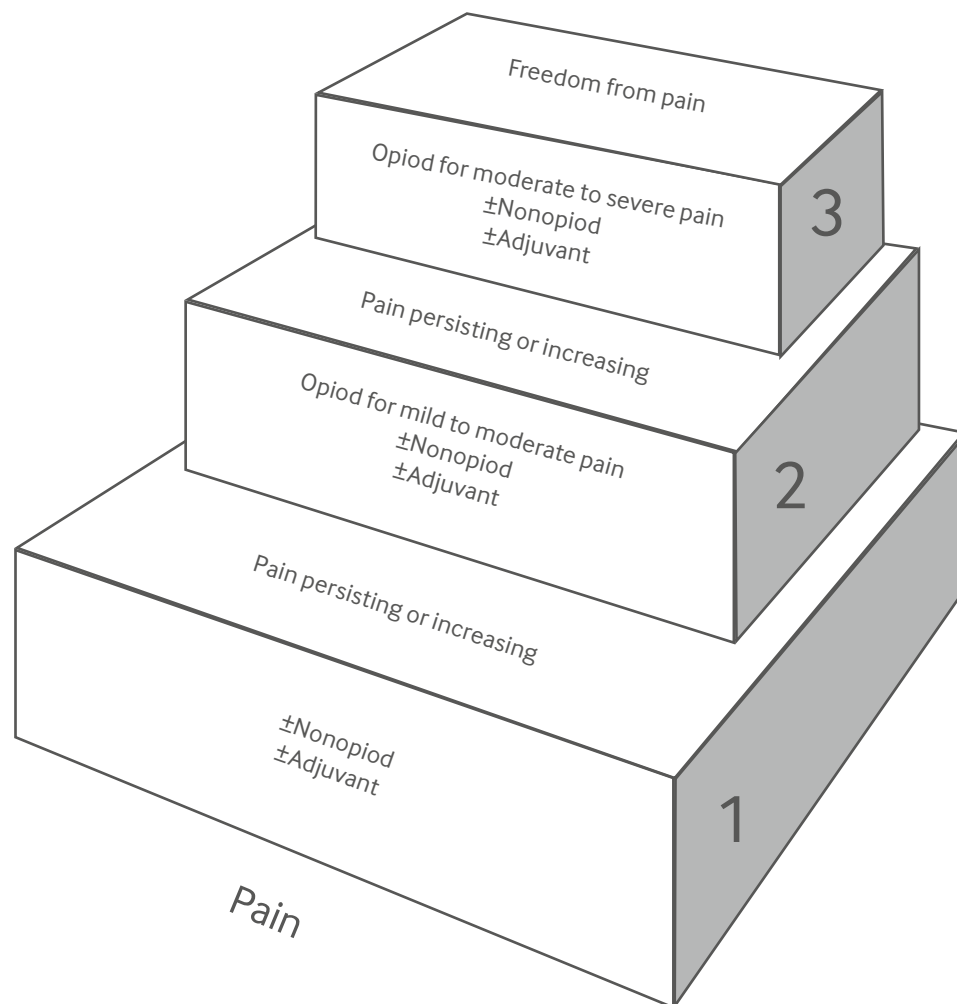 Freedom from pain
Opiod for moderate to severe pain
±Nonopiod
±Adjuvant
3
Pain persisting or increasing
Opiod for mild to moderate pain
±Nonopiod
±Adjuvant
2
Pain persisting or increasing
±Nonopiod
±Adjuvant
1
Pain